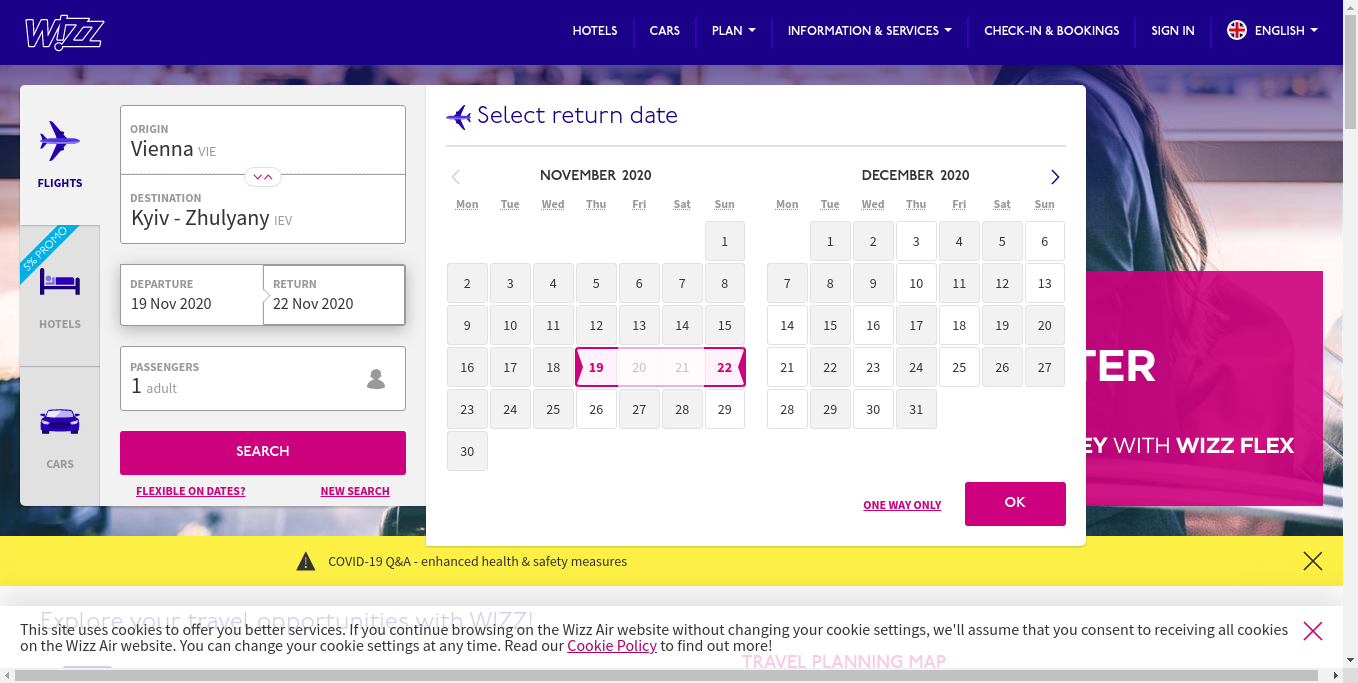 WIZZ
HOTELS
CARS
PLAN
INFORMATION & SERVICES
CHECK-IN & BOOKINGS
SIGN IN
ENGLISH
FLIGHTS
5% PROMO
HOTELS
CARS
ORIGIN
Vienna VIE
DESTINATION
Kyiv - Zhulyany IEV
DEPARTURE
19 Nov 2020
RETURN
22 Nov 2020
PASSENGERS
1 adult
SEARCH
FLEXIBLE ON DATES?
NEW SEARCH
Select return date
NOVEMBER 2020
Mon Tue Wed Thu Fri Sat Sun
1
2 3 4 5 6 7 8
9 10 11 12 13 14 15
16 17 18 19 20 21 22
23 24 25 26 27 28 29
30
DECEMBER 2020
Mon Tue Wed Thu Fri Sat Sun
1 2 3 4 5 6
7 8 9 10 11 12 13
14 15 16 17 18 19 20
21 22 23 24 25 26 27
28 29 30 31
ONE WAY ONLY
OK
TER
EY WITH WIZZ FLEX
COVID-19 Q&A - enhanced health & safety measures
Explore your travel opportunities with WIZZ!
This site uses cookies to offer you better services. If you continue browsing on the Wizz Air website without changing your cookie settings, we'll assume that you consent to receiving all cookies
on the Wizz Air website. You can change your cookie settings at any time. Read our Cookie Policy to find out more!
TRAVEL PLANNING MAP